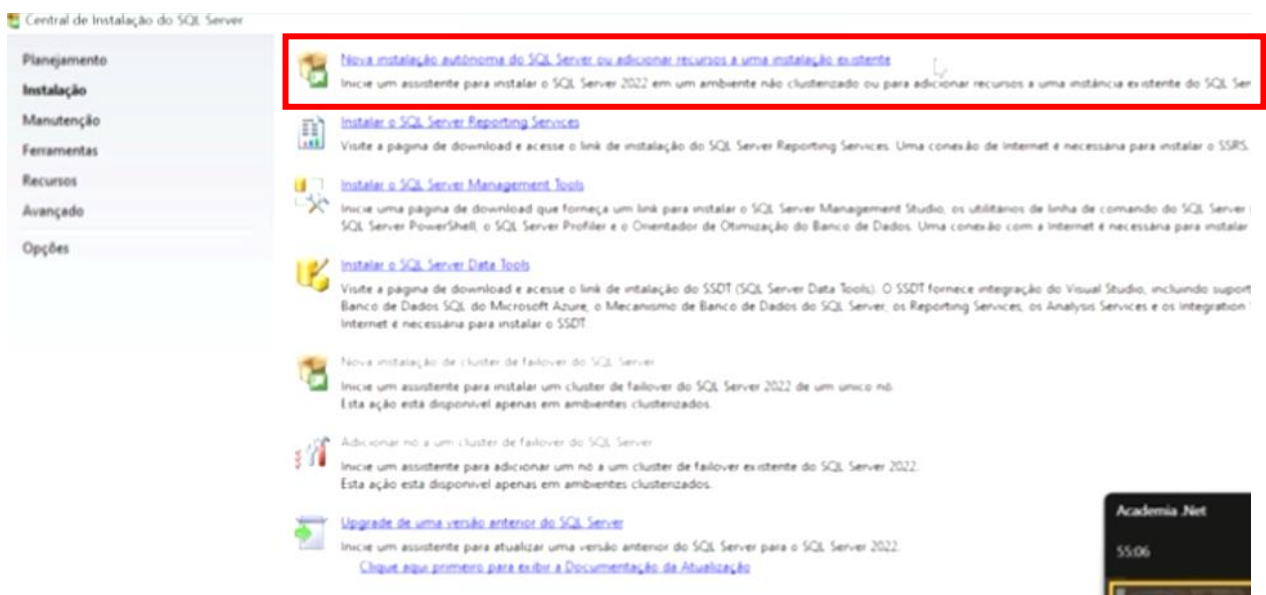 Central de Instalação do SQL Server
Planejamento
Instalação
Manutenção
Ferramentas
Recursos
Avançado
Opções
Nova instalação autônoma do SQL Server ou adicionar recursos a uma instalação existente
Inicie um assistente para instalar o SQL Server 2022 em um ambiente não clusterizado ou para adicionar recursos a uma instância existente do SQL Ser
Instalar o SQL Server Reporting Services
Visite a página de download e acesse o link de instalação do SQL Server Reporting Services. Uma conexão de Internet é necessária para instalar o SSRS.
Instalar o SQL Server Management Tools
Inicie uma página de download que forneça um link para instalar o SQL Server Management Studio, os utilitários de linha de comando do SQL Server
SQL Server PowerShell, o SQL Server Profiler e o Orientador de Otimização do Banco de Dados. Uma conexão com a Internet é necessária para instalar
Instalar o SQL Server Data Tools
Visite a página de download e acesse o link de intalação do SSDT (SQL Server Data Tools). O SSDT fornece integração do Visual Studio, incluindo suport
Banco de Dados SQL do Microsoft Azure, o Mecanismo de Banco de Dados do SQL Server, os Reporting Services, os Analysis Services e os Integration
Internet é necessária para instalar o SSDT
Nova instalação de cluster de failover do SQL Server
Inicie um assistente para instalar um cluster de failover do SQL Server 2022 de um unico nó.
Esta ação está disponível apenas em ambientes clusterizados.
Adicionar nó a um cluster de failover do SQL Server
Inicie um assistente para adicionar um nó a um cluster de failover existente do SQL Server 2022.
Esta ação esta disponivel apenas em ambientes clusterizados.
Upgrade de uma versão anterior do SQL Server
Inicie um assistente para atualizar uma versão anterior do SQL Server para o SQL Server 2022.
Clique aqui primeiro para exibir a Documentação da Atualização
Academia .Net
55:06